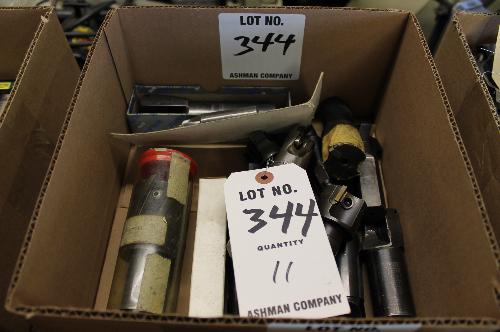 LOT NO.
344
ASHMAN COMPANY
LOT NO.
344
QUANTITY
11
ASHMAN COMPANY